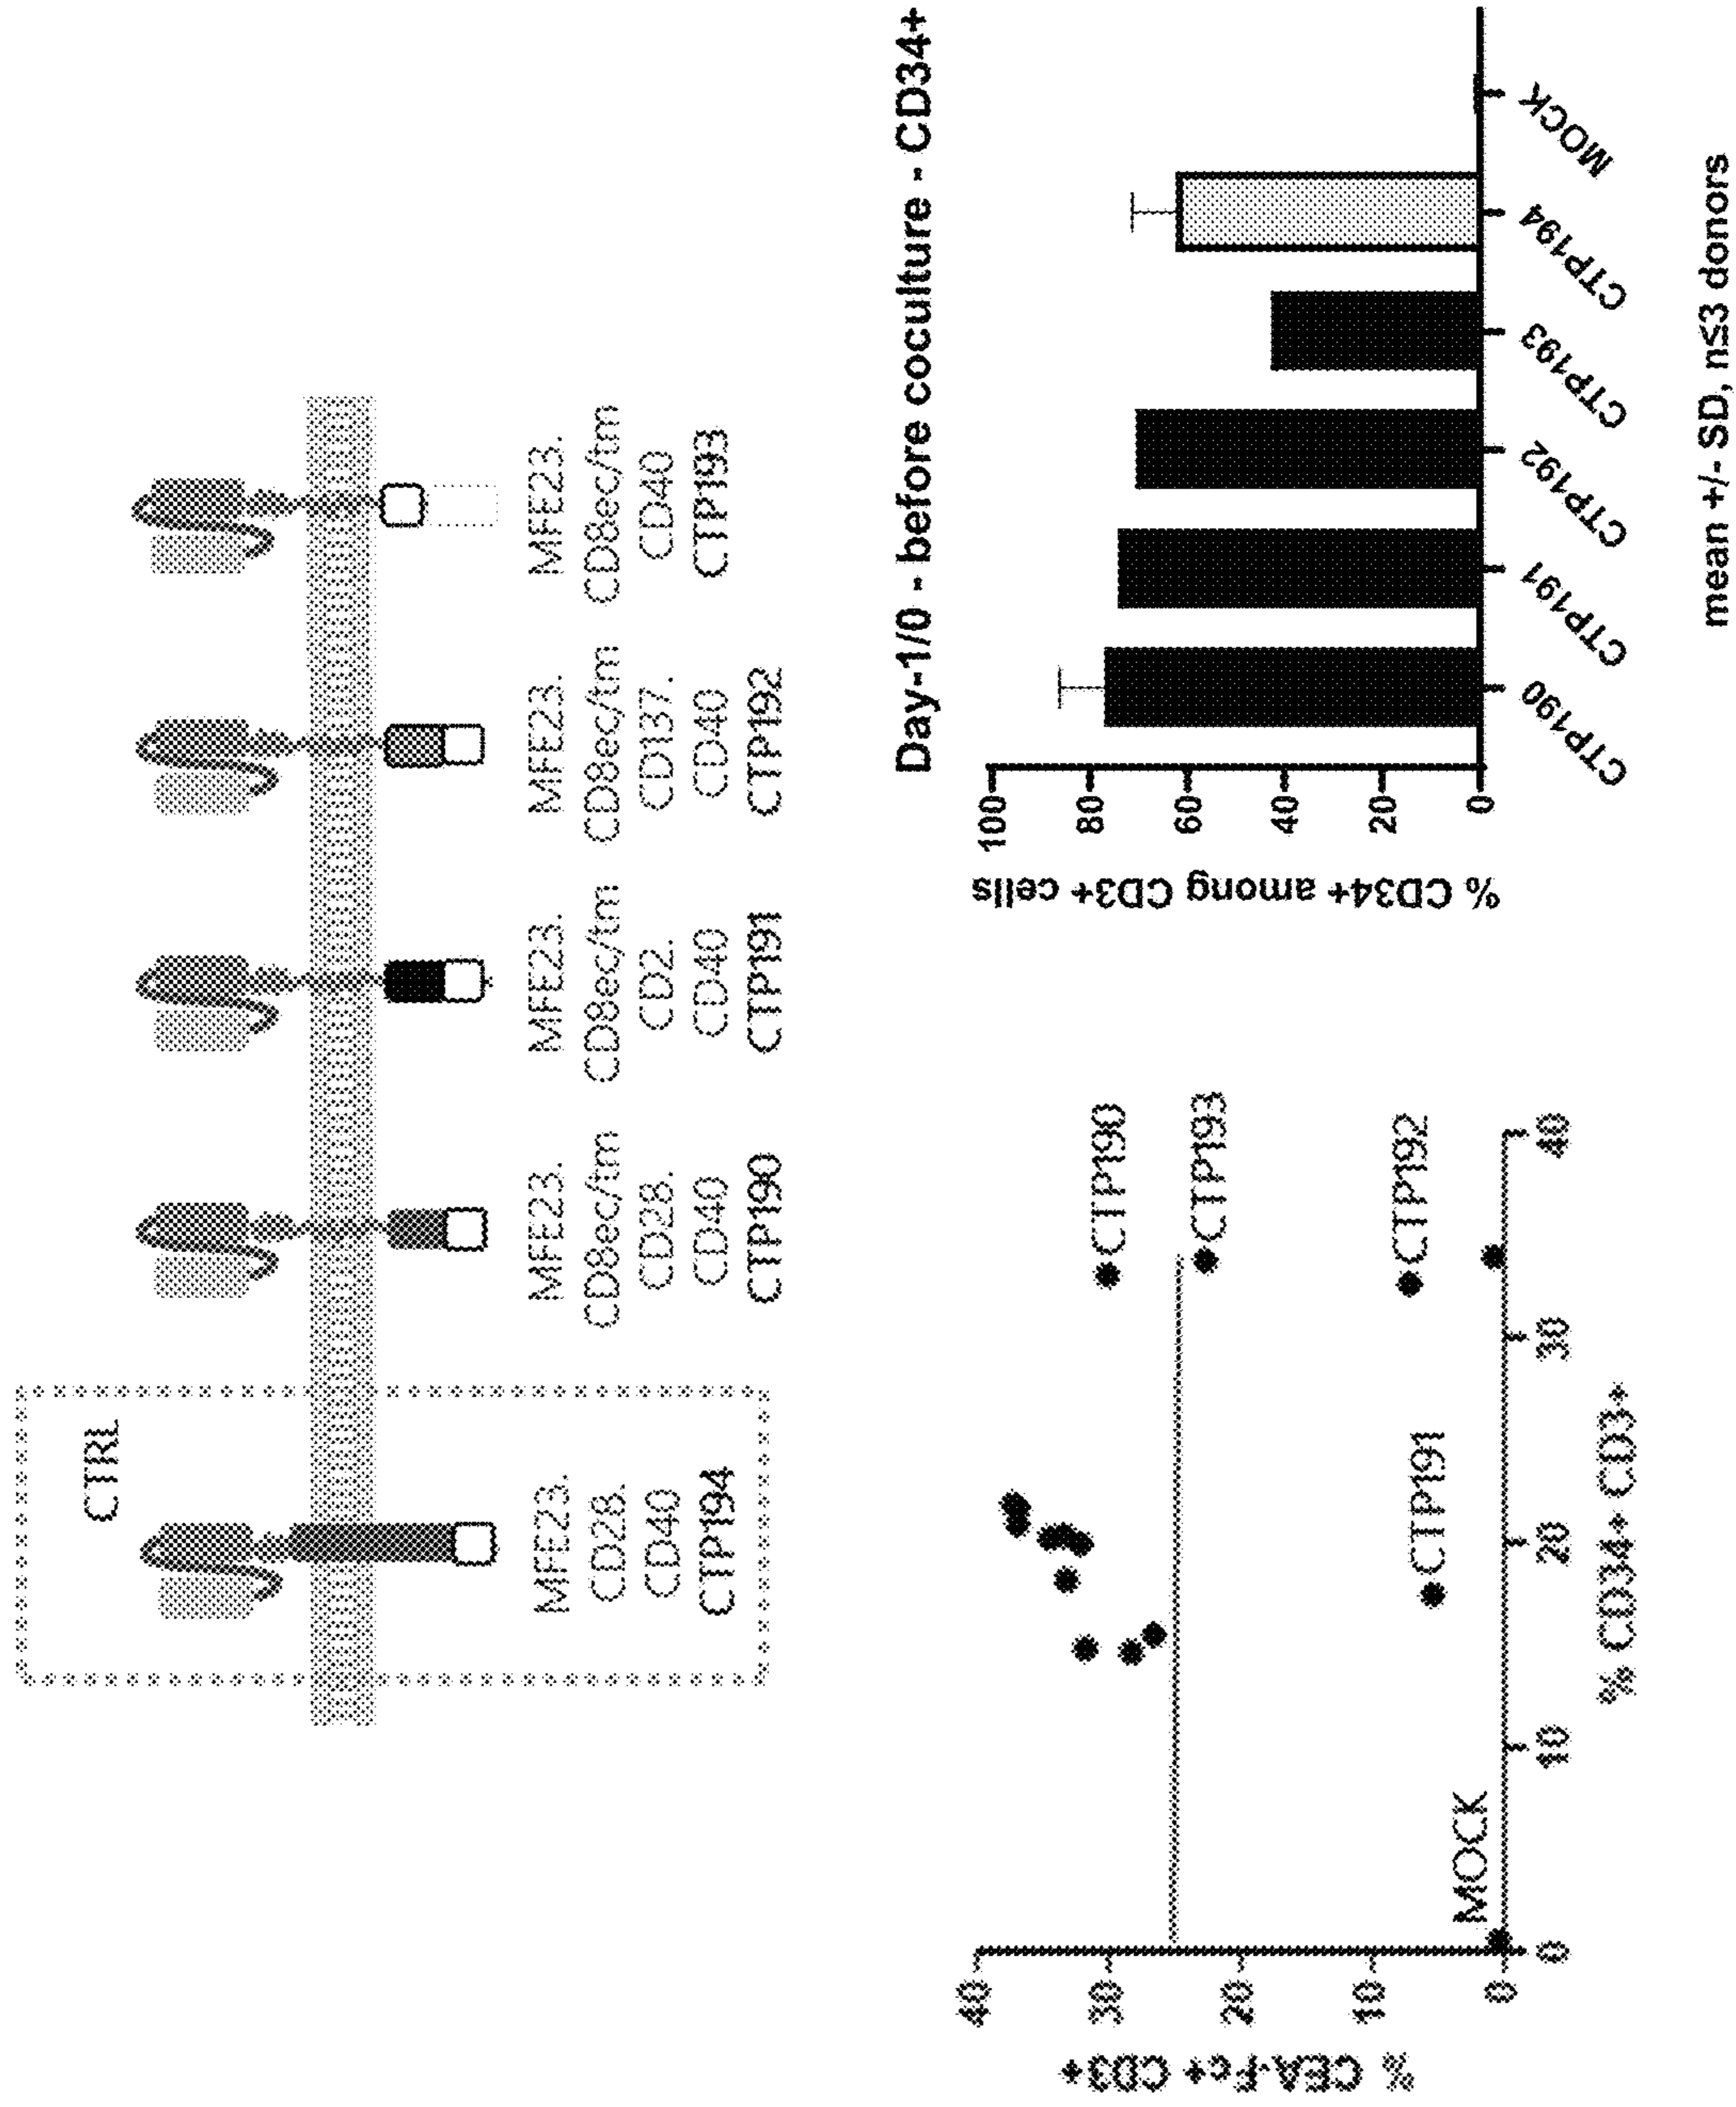 CTRL
MFE23.
CD28.
CD40
CTP194
MFE23.
CD8ec/tm
CD28.
CD40
CTP190
MFE23.
CD8ec/tm
CD2.
CD40
CTP191
MFE23.
CD8ec/tm
CD137.
CD40
CTP192
MFE23.
CD8ec/tm
CD40
CTP193
% CEA-Fc+ CD3+
40
30
20
10
0
CTP190
CTP193
CTP192
CTP191
MOCK
0
10
20
30
40
% CD34+ CD3+
Day-1/0 - before coculture - CD34+
% CD34+ among CD3+ cells
100
80
60
40
20
0
CTP190
CTP191
CTP192
CTP193
CTP194
MOCK
mean +/- SD, n≤3 donors